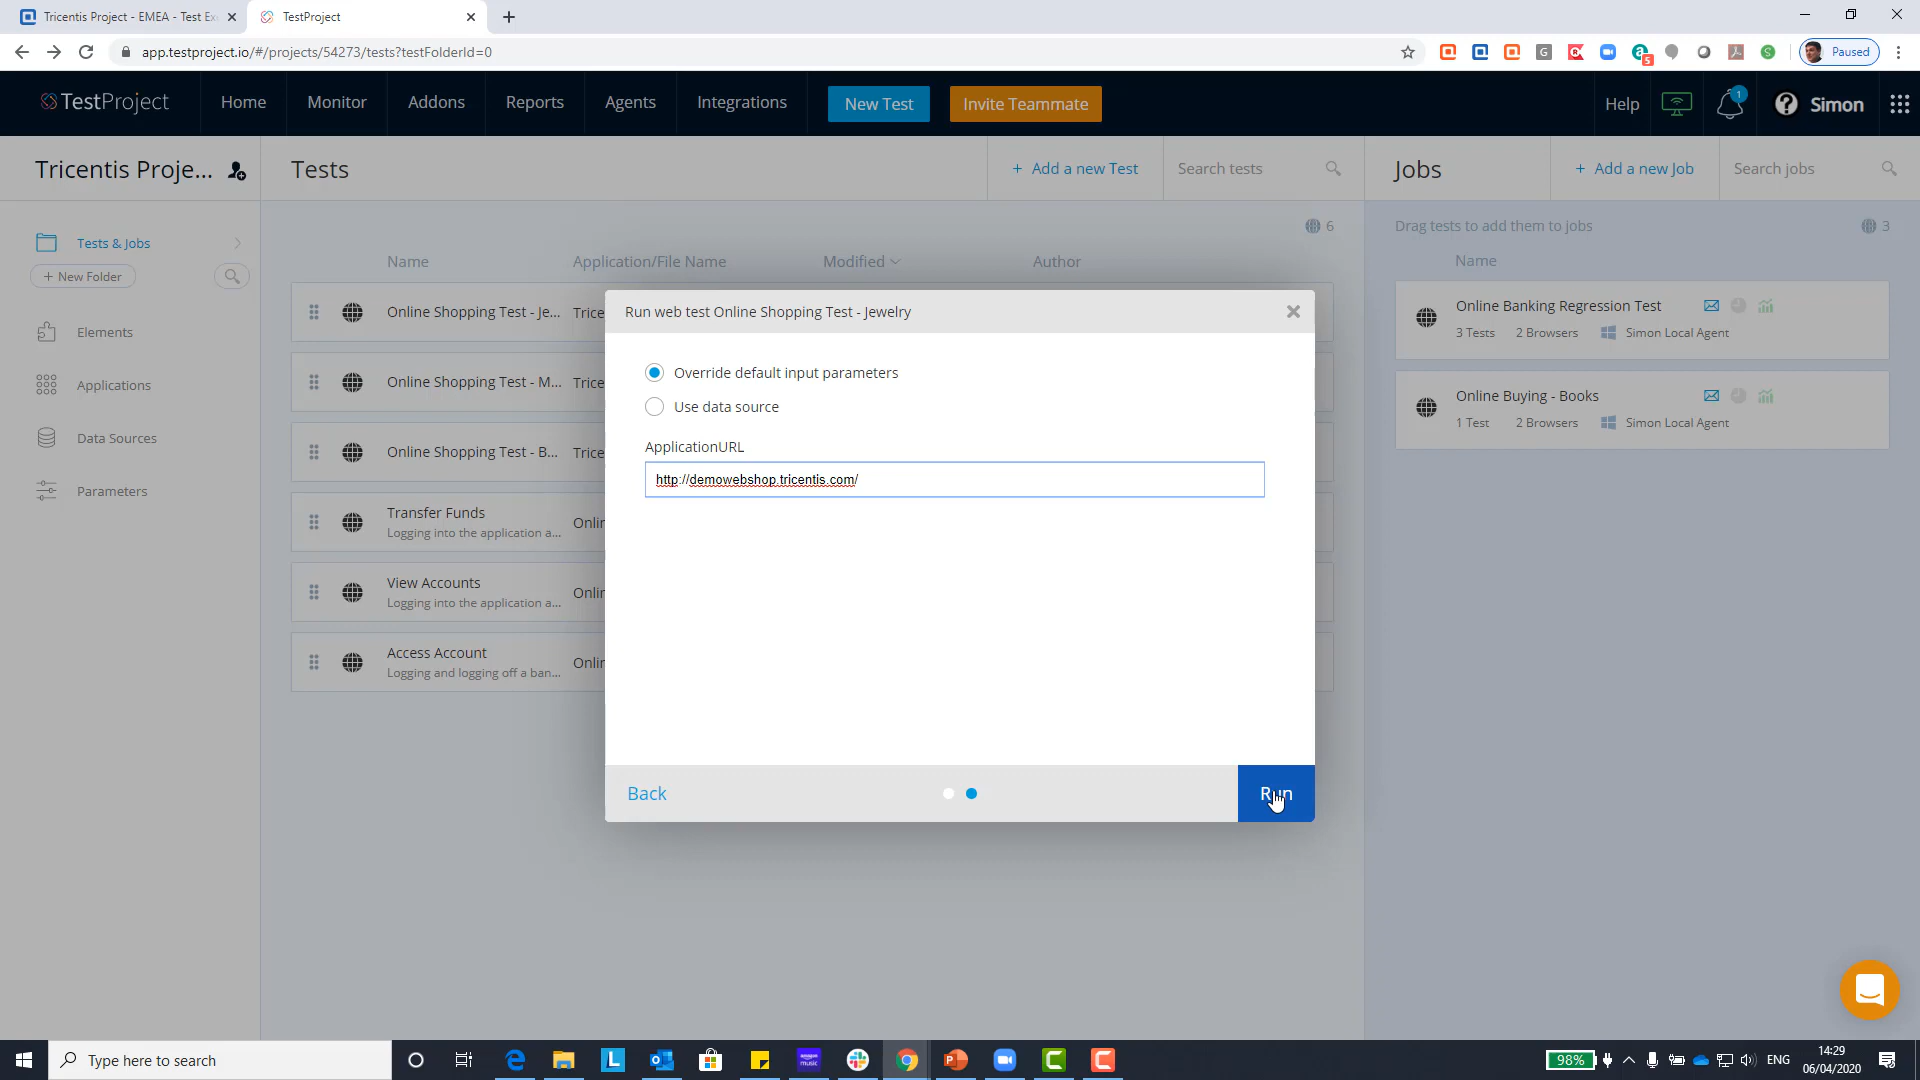 Tricentis Project - EMEA - Test Ex
TestProject
app.testproject.io/#/projects/54273/tests?testFolderId=0
5
Paused
TestProject
Home
Monitor
Addons
Reports
Agents
Integrations
New Test
Invite Teammate
Help
1
Simon
Tricentis Proje...
Tests
+ Add a new Test
Search tests
Jobs
+ Add a new Job
Search jobs
Tests & Jobs
+ New Folder
Elements
Applications
Data Sources
Parameters
6
Name
Application/File Name
Modified
Author
Online Shopping Test - Je...
Trice
Online Shopping Test - M...
Trice
Online Shopping Test - B...
Trice
Transfer Funds
Logging into the application a...
Onlin
View Accounts
Logging into the application a...
Onlin
Access Account
Logging and logging off a ban...
Onlin
Drag tests to add them to jobs
3
Name
Online Banking Regression Test
3 Tests
2 Browsers
Simon Local Agent
Online Buying - Books
1 Test
2 Browsers
Simon Local Agent
Run web test Online Shopping Test - Jewelry
Override default input parameters
Use data source
ApplicationURL
http://demowebshop.tricentis.com/
Back
Run
Type here to search
98%
ENG
14:29
06/04/2020